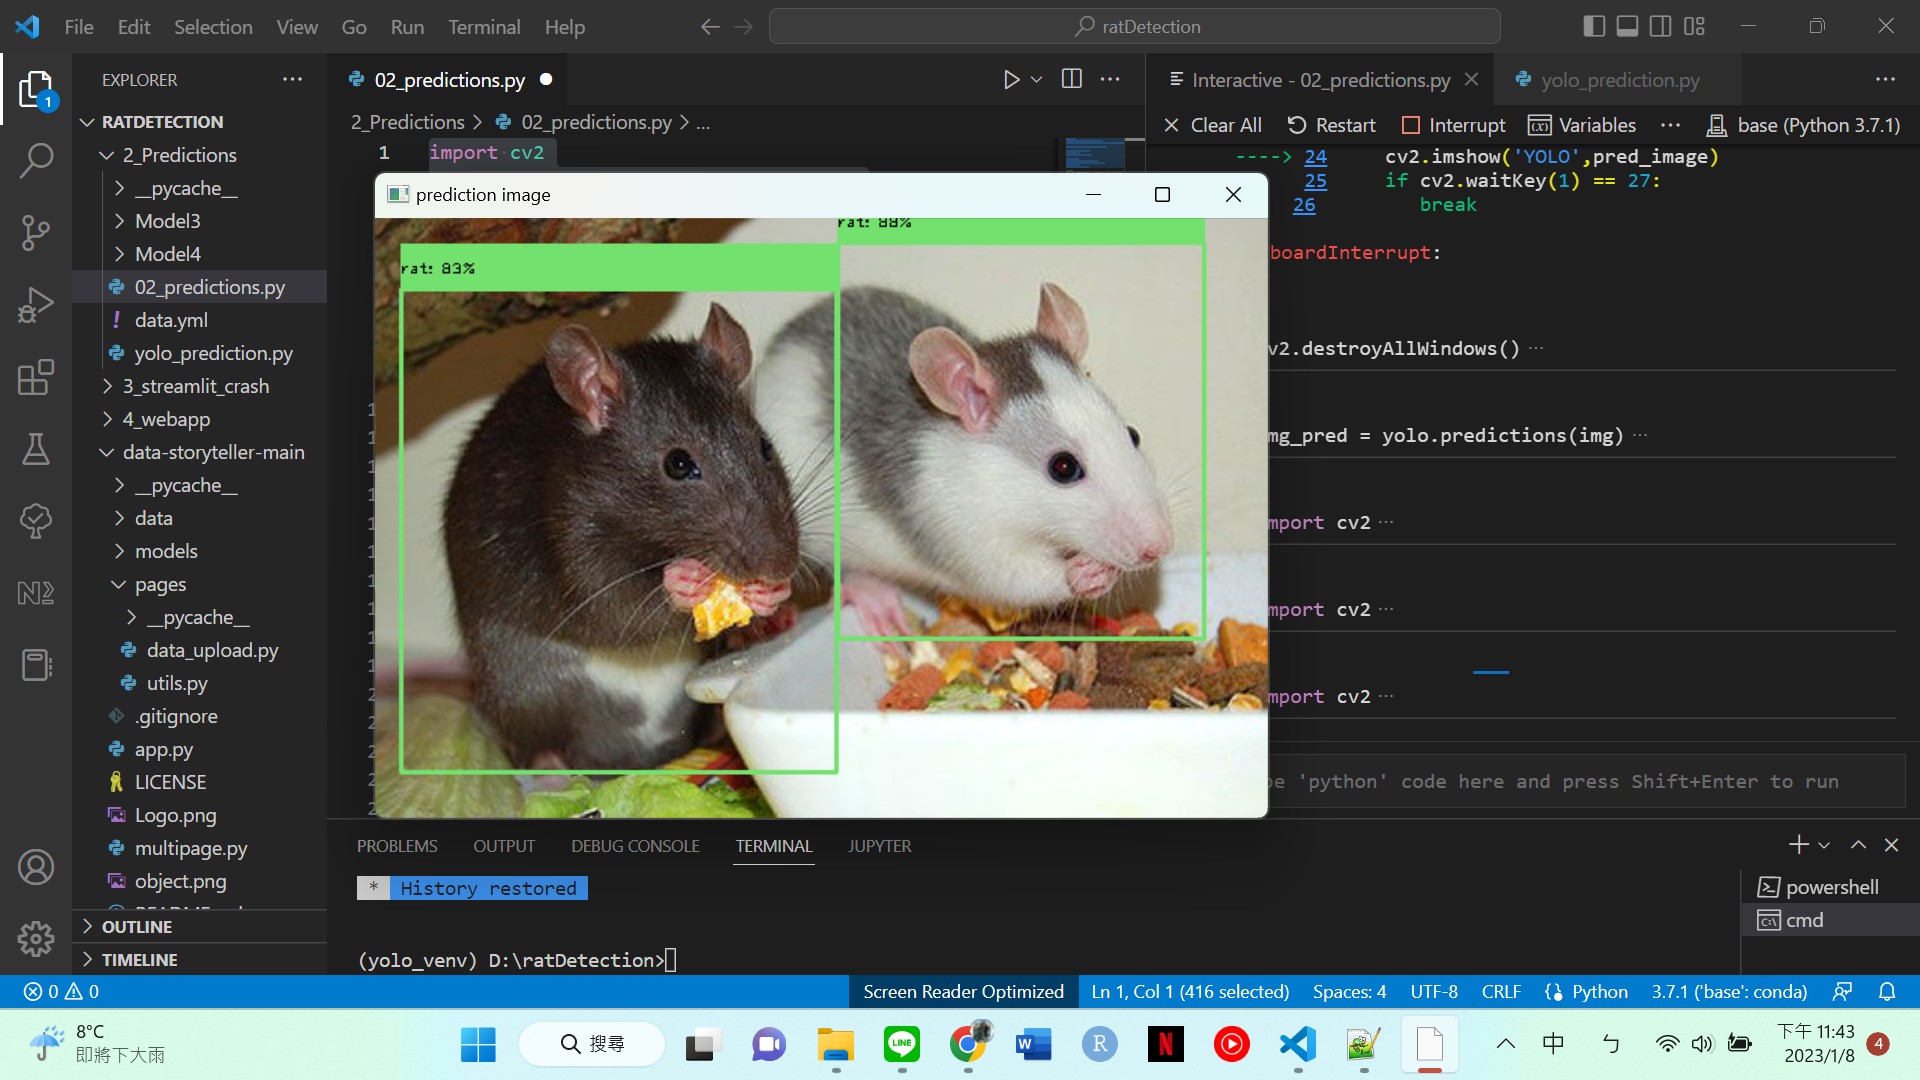 File Edit Selection View Go Run Terminal Help
ratDetection
EXPLORER
RATDETECTION
2_Predictions
__pycache__
Model3
Model4
02_predictions.py
data.yml
yolo_prediction.py
3_streamlit_crash
4_webapp
data-storyteller-main
__pycache__
data
models
pages
__pycache__
data_upload.py
utils.py
.gitignore
app.py
LICENSE
Logo.png
multipage.py
object.png
OUTLINE
TIMELINE
02_predictions.py
2_Predictions > 02_predictions.py > ...
1 import cv2
prediction image
rat: 83%
rat: 88%
Interactive - 02_predictions.py
yolo_prediction.py
Clear All Restart Interrupt Variables ··· base (Python 3.7.1)
----> 24 cv2.imshow('YOLO',pred_image)
25 if cv2.waitKey(1) == 27:
26 break
boardInterrupt:
v2.destroyAllWindows() ···
mg_pred = yolo.predictions(img) ···
mport cv2 ···
mport cv2 ···
mport cv2 ···
pe 'python' code here and press Shift+Enter to run
PROBLEMS OUTPUT DEBUG CONSOLE TERMINAL JUPYTER
* History restored
(yolo_venv) D:\ratDetection>
powershell
cmd
0 0
Screen Reader Optimized
Ln 1, Col 1 (416 selected)
Spaces: 4
UTF-8
CRLF
Python
3.7.1 ('base': conda)
8°C
即將下大雨
搜尋
LINE
W
R
N
中
ㄅ
下午 11:43
2023/1/8
4